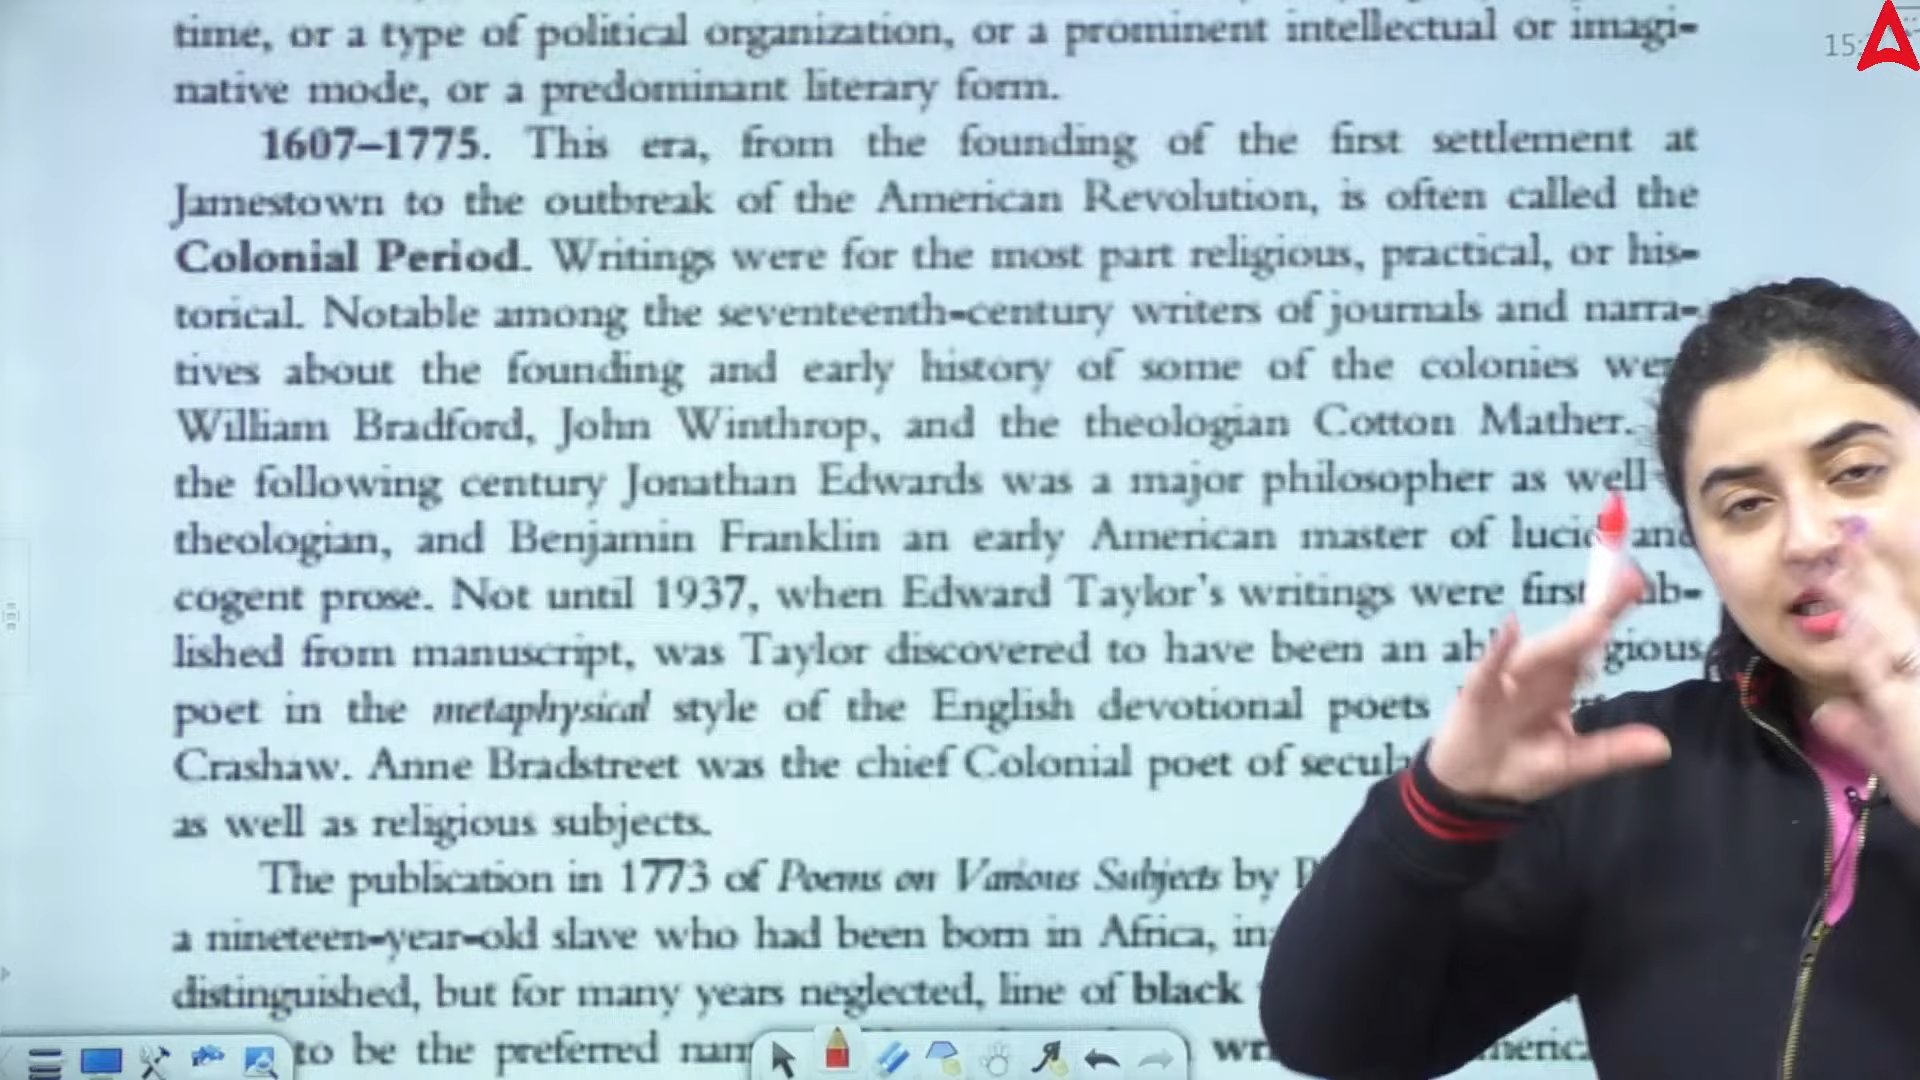 time, or a type of political organization, or a prominent intellectual or imagi-
native mode, or a predominant literary form.
1607–1775. This era, from the founding of the first settlement at
Jamestown to the outbreak of the American Revolution, is often called the
Colonial Period. Writings were for the most part religious, practical, or his-
torical. Notable among the seventeenth-century writers of journals and narra-
tives about the founding and early history of some of the colonies
William Bradford, John Winthrop, and the theologian Cotton Mather.
the following century Jonathan Edwards was a major philosopher as well
theologian, and Benjamin Franklin an early American master of and
cogent prose. Not until 1937, when Edward Taylor's writings were first
lished from manuscript, was Taylor discovered to have been an
poet in the metaphysical style of the English devotional poets
Crashaw. Anne Bradstreet was the chief Colonial poet of
as well as religious subjects.
The publication in 1773 of Poems on Various Subjects by
a nineteen-year-old slave who had been born in Africa,
distinguished, but for many years neglected, line of black
to be the preferred